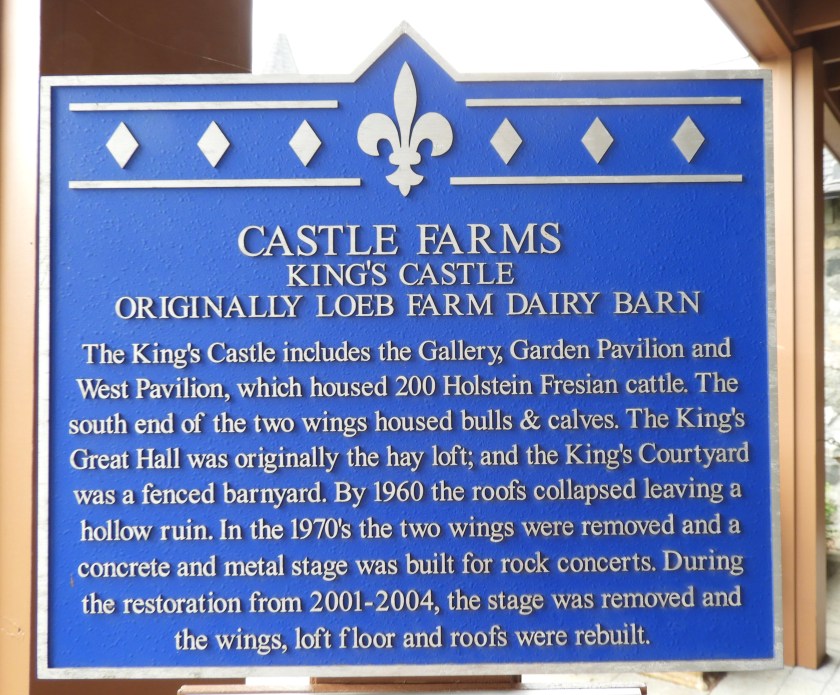 CASTLE FARMS
KING'S CASTLE
ORIGINALLY LOEB FARM DAIRY BARN
The King's Castle includes the Gallery, Garden Pavilion and
West Pavilion, which housed 200 Holstein Fresian cattle. The
south end of the two wings housed bulls & calves. The King's
Great Hall was originally the hay loft; and the King's Courtyard
was a fenced barnyard. By 1960 the roofs collapsed leaving a
hollow ruin. In the 1970's the two wings were removed and a
concrete and metal stage was built for rock concerts. During
the restoration from 2001-2004, the stage was removed and
the wings, loft floor and roofs were rebuilt.